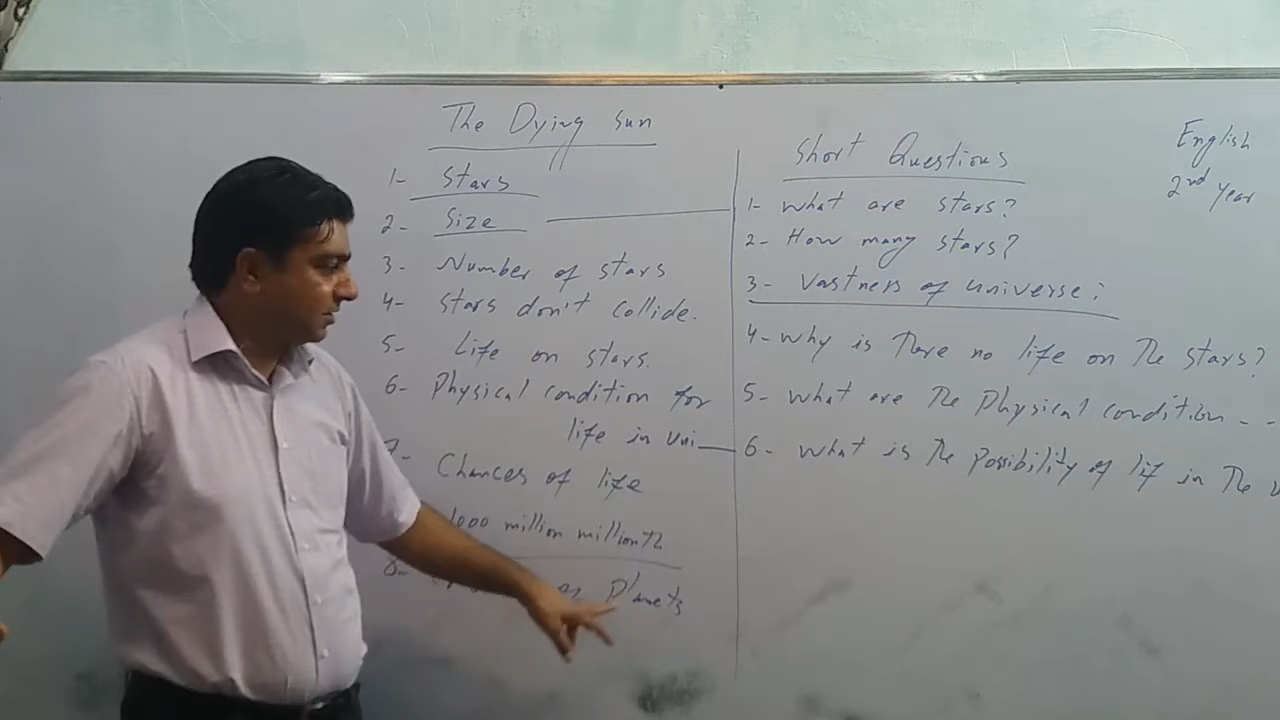 The Dying Sun
1- Stars
2- Size
3- Number of stars
4- Stars don't Collide.
5- Life on stars.
6- Physical condition for
life in uni
7- Chances of life
1000 million millionth
8- Planets
Short Questions
1- What are stars?
2- How many stars?
3- Vastness of universe:
4- Why is There no life on The stars?
5- What are The Physical condition - -
6- What is The Possibility of lif in The
English
2nd Year